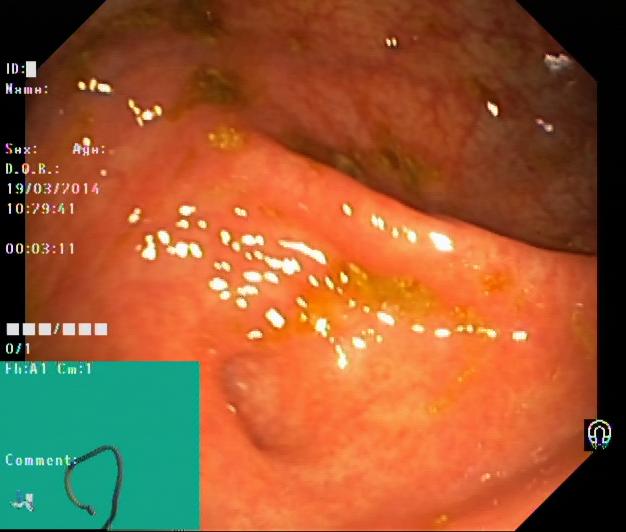 ID:
Name:
Sex: Age:
D.O.B.:
19/03/2014
10:29:41
00:03:11
/
0/1
Eh:A1 Cm:1
Comment: